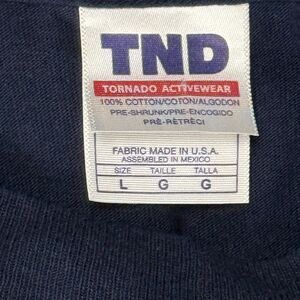 TND
TORNADO ACTIVEWEAR
100% COTTON/COTON/ALGODON
PRE-SHRUNK/PRE-ENCOGIDO
PRÉ-RÉTRÉCI
FABRIC MADE IN U.S.A.
ASSEMBLED IN MEXICO
SIZE TAILLE TALLA
L G G